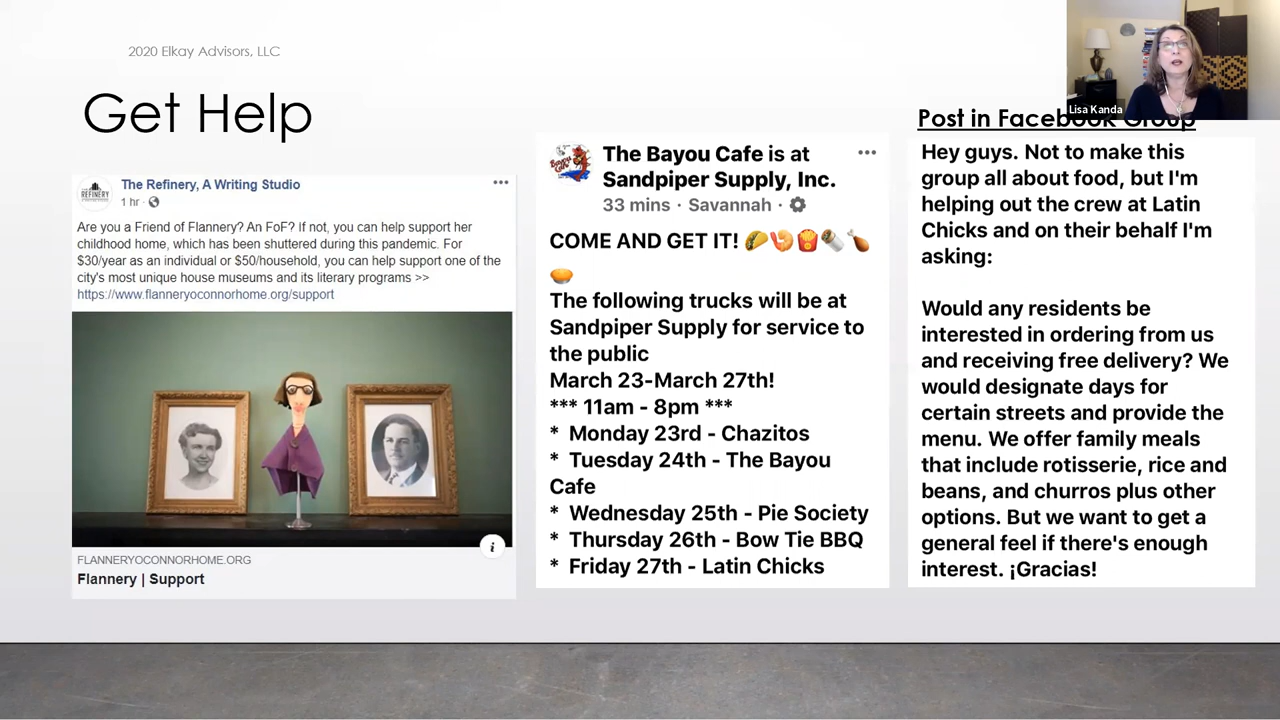 2020 Elkay Advisors, LLC
Get Help
The Refinery, A Writing Studio
1 hr ·
Are you a Friend of Flannery? An FoF? If not, you can help support her
childhood home, which has been shuttered during this pandemic. For
$30/year as an individual or $50/household, you can help support one of the
city's most unique house museums and its literary programs >>
https://www.flanneryoconnorhome.org/support
FLANNERYOCONNORHOME.ORG
Flannery | Support
The Bayou Cafe is at
Sandpiper Supply, Inc.
33 mins · Savannah ·
COME AND GET IT! 🌮🍤🍟🌯🍗
🥧
The following trucks will be at
Sandpiper Supply for service to
the public
March 23-March 27th!
*** 11am - 8pm ***
* Monday 23rd - Chazitos
* Tuesday 24th - The Bayou
Cafe
* Wednesday 25th - Pie Society
* Thursday 26th - Bow Tie BBQ
* Friday 27th - Latin Chicks
Lisa Kanda
Post in Facebook Group
Hey guys. Not to make this
group all about food, but I'm
helping out the crew at Latin
Chicks and on their behalf I'm
asking:
Would any residents be
interested in ordering from us
and receiving free delivery? We
would designate days for
certain streets and provide the
menu. We offer family meals
that include rotisserie, rice and
beans, and churros plus other
options. But we want to get a
general feel if there's enough
interest. ¡Gracias!